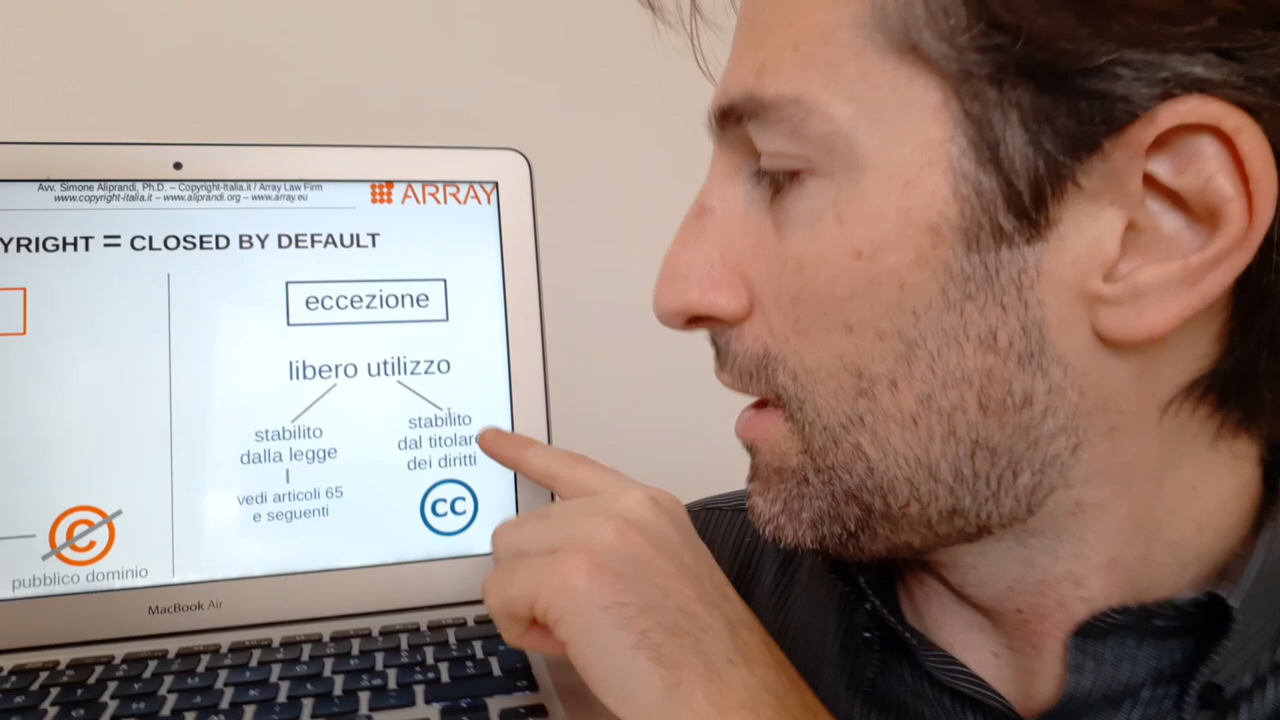 Avv. Simone Aliprandi, Ph.D. – Copyright-Italia.it / Array Law Firm
www.copyright-italia.it – www.aliprandi.org – www.array.eu
ARRAY
YRIGHT = CLOSED BY DEFAULT
eccezione
libero utilizzo
stabilito
dalla legge
vedi articoli 65
e seguenti
stabilito
dal titolare
dei diritti
CC
C
pubblico dominio
MacBook Air